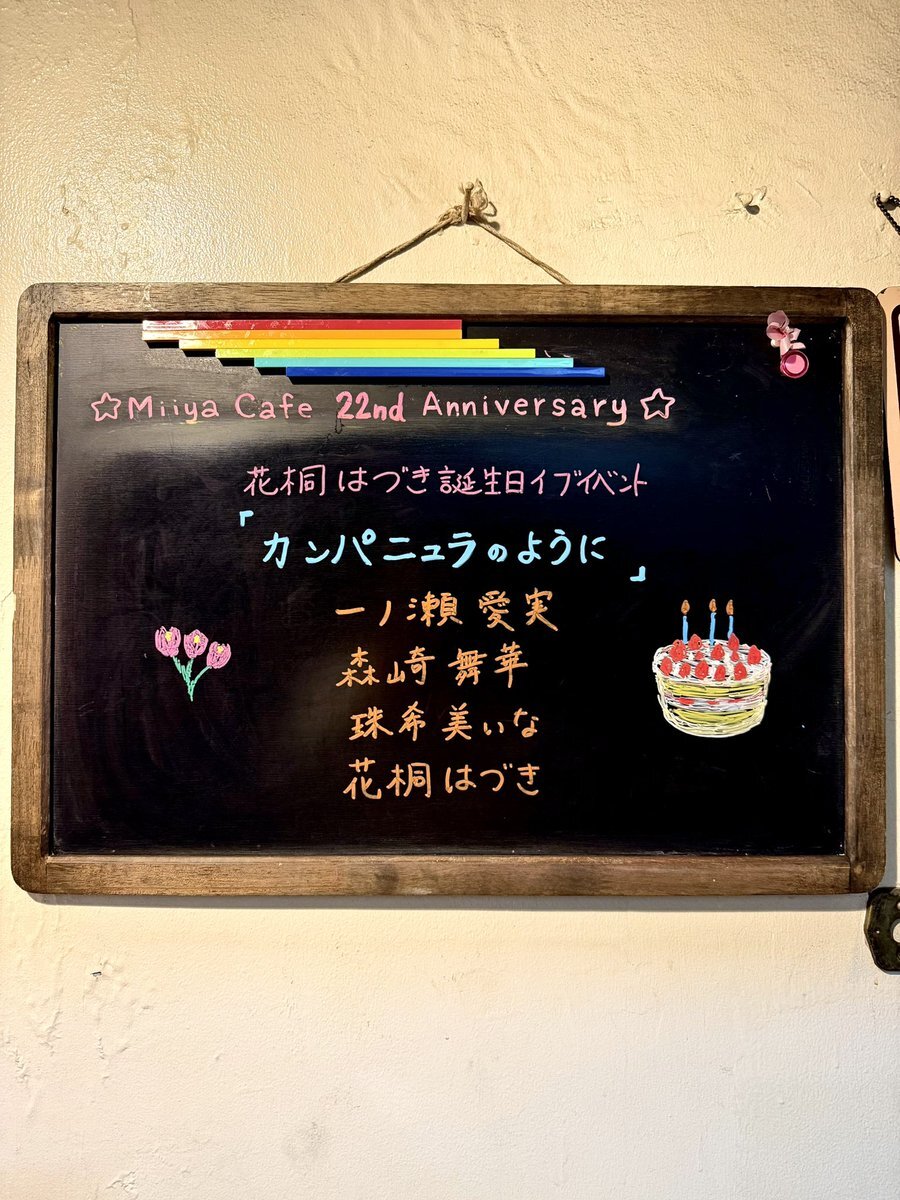 ☆Miiya Cafe 22nd Anniversary☆
花桐はづき誕生日イブイベント
「カンパニュラのように」
一ノ瀬 愛実
森崎 舞華
珠希 美いな
花桐はづき